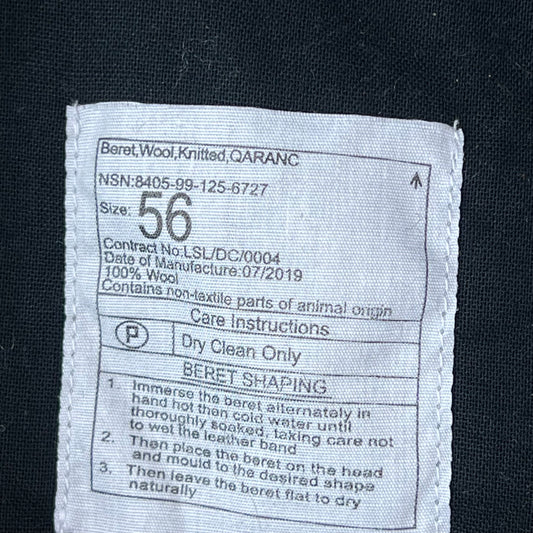 Beret,Wool,Knitted,QARANC
NSN:8405-99-125-6727
Size: 56
Contract No:LSL/DC/0004
Date of Manufacture:07/2019
100% Wool
Contains non-textile parts of animal origin
Care Instructions
P Dry Clean Only
BERET SHAPING
1. Immerse the beret alternately in
hand hot then cold water until
thoroughly soaked, taking care not
to wet the leather band
2. Then place the beret on the head
and mould to the desired shape
3. Then leave the beret flat to dry
naturally